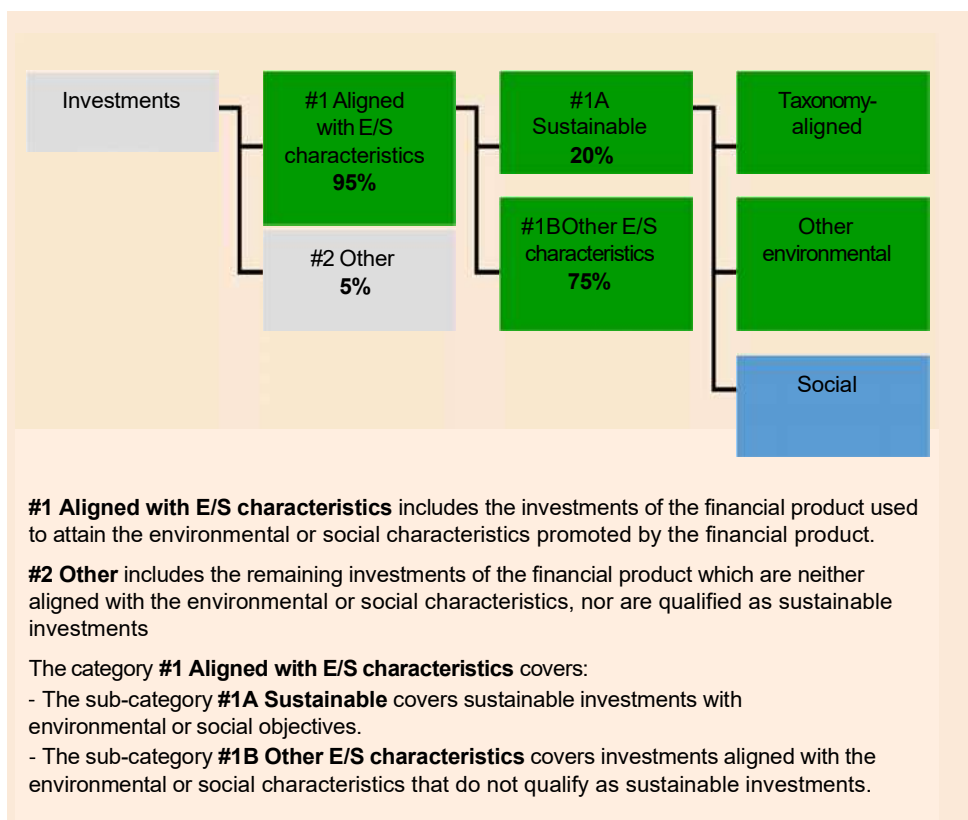 Investments
#1 Aligned
with E/S
characteristics
95%
#2 Other
5%
#1A
Sustainable
20%
#1BOther E/S
characteristics
75%
Taxonomy-
aligned
Other
environmental
Social
#1 Aligned with E/S characteristics includes the investments of the financial product used
to attain the environmental or social characteristics promoted by the financial product.
#2 Other includes the remaining investments of the financial product which are neither
aligned with the environmental or social characteristics, nor are qualified as sustainable
investments
The category #1 Aligned with E/S characteristics covers:
- The sub-category #1A Sustainable covers sustainable investments with
environmental or social objectives.
- The sub-category #1B Other E/S characteristics covers investments aligned with the
environmental or social characteristics that do not qualify as sustainable investments.